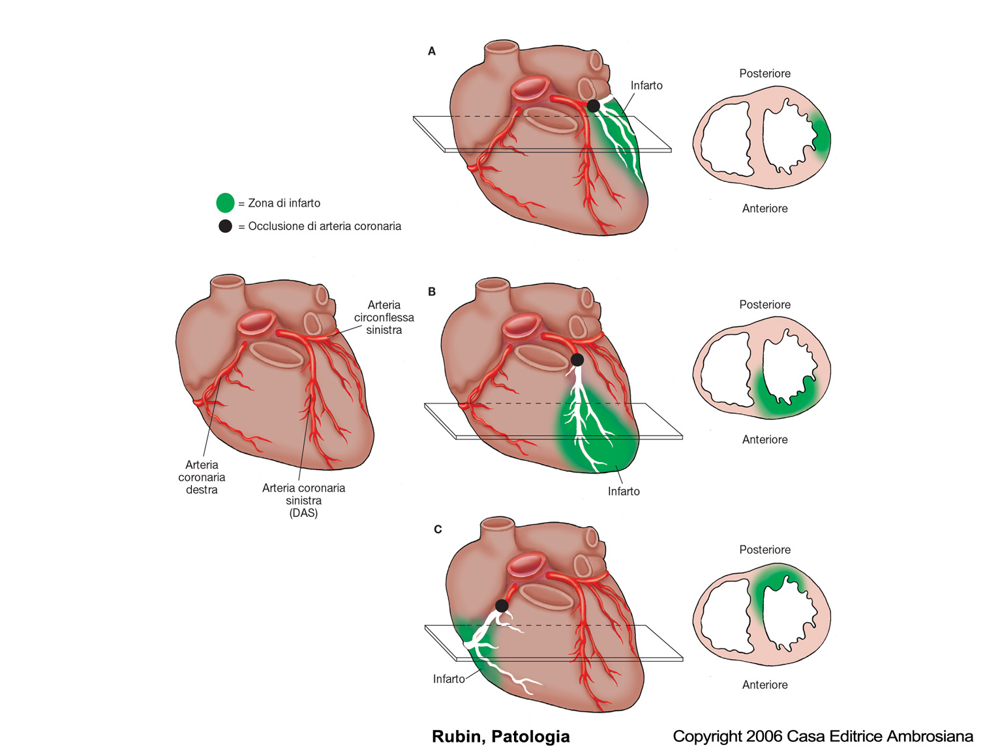 A
Infarto
Posteriore
Anteriore
= Zona di infarto
= Occlusione di arteria coronaria
Arteria
circonflessa
sinistra
Arteria
coronaria
destra
Arteria coronaria
sinistra
(DAS)
B
Posteriore
Anteriore
Infarto
C
Posteriore
Anteriore
Infarto
Rubin, Patologia
Copyright 2006 Casa Editrice Ambrosiana